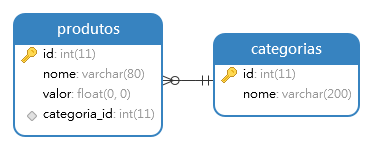 produtos
id: int(11)
nome: varchar(80)
valor: float(0, 0)
categoria_id: int(11)
categorias
id: int(11)
nome: varchar(200)